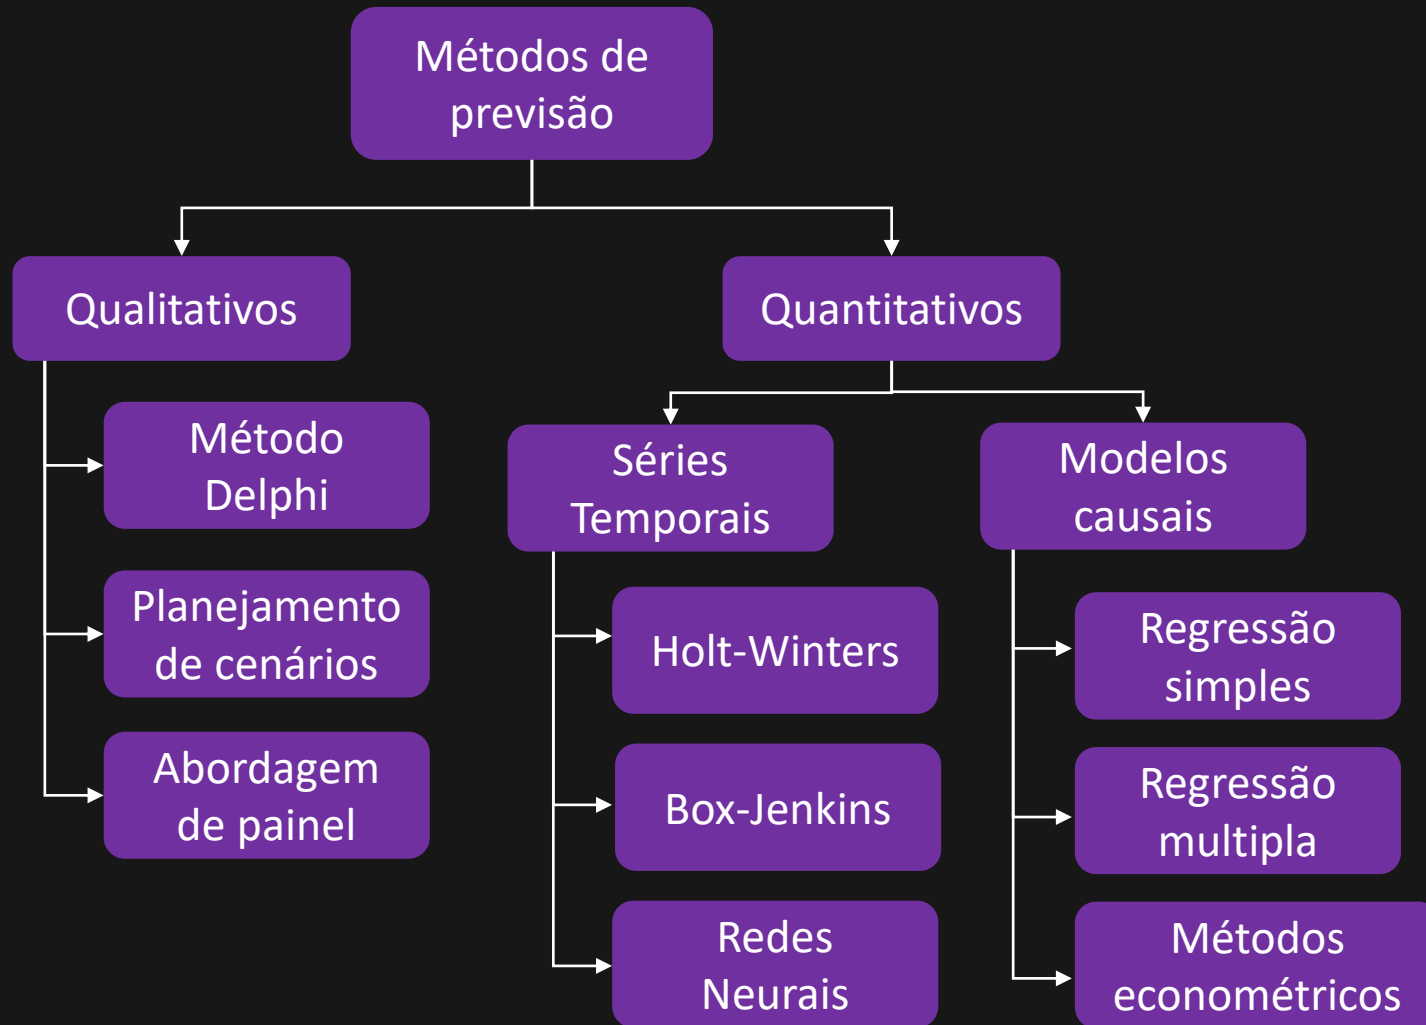 Métodos de
previsão
Qualitativos
Quantitativos
Método
Delphi
Planejamento
de cenários
Abordagem
de painel
Séries
Temporais
Holt-Winters
Box-Jenkins
Redes
Neurais
Modelos
causais
Regressão
simples
Regressão
multipla
Métodos
econométricos